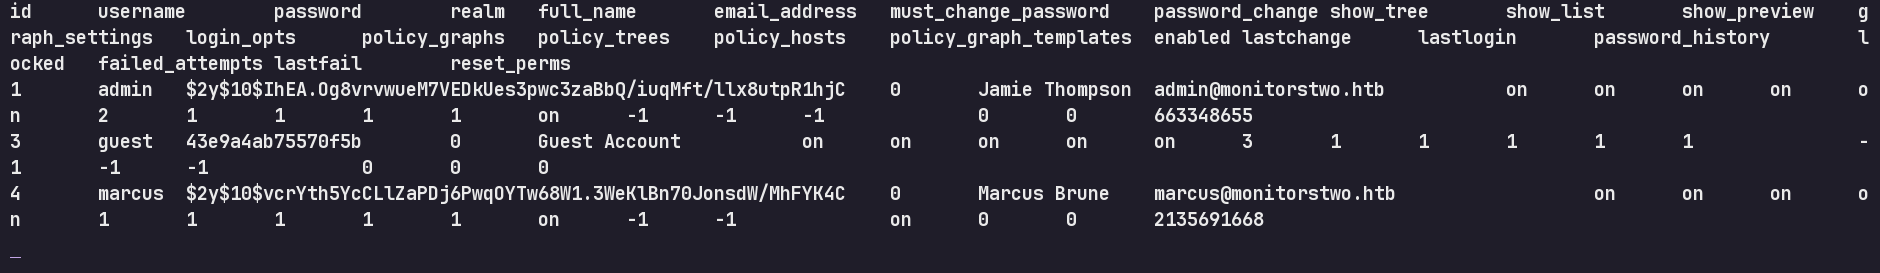 id username password realm full_name email_address must_change_password password_change show_tree show_list show_preview g
raph_settings login_opts policy_graphs policy_trees policy_hosts policy_graph_templates enabled lastchange lastlogin password_history l
ocked failed_attempts lastfail reset_perms
1 admin $2y$10$IhEA.Og8vrvwueM7VEDkUes3pwc3zaBbQ/iuqMft/llx8utpR1hjC 0 Jamie Thompson admin@monitorstwo.htb on on on on o
n 2 1 1 1 1 on -1 -1 -1 0 0 663348655
3 guest 43e9a4ab75570f5b 0 Guest Account on on on on on 3 1 1 1 1 1 -
1 -1 -1 0 0 0
4 marcus $2y$10$vcrYth5YcCLlZaPDj6PwqOYTw68W1.3WeKlBn70JonsdW/MhFYK4C 0 Marcus Brune marcus@monitorstwo.htb on on on o
n 1 1 1 1 1 on -1 -1 on 0 0 2135691668